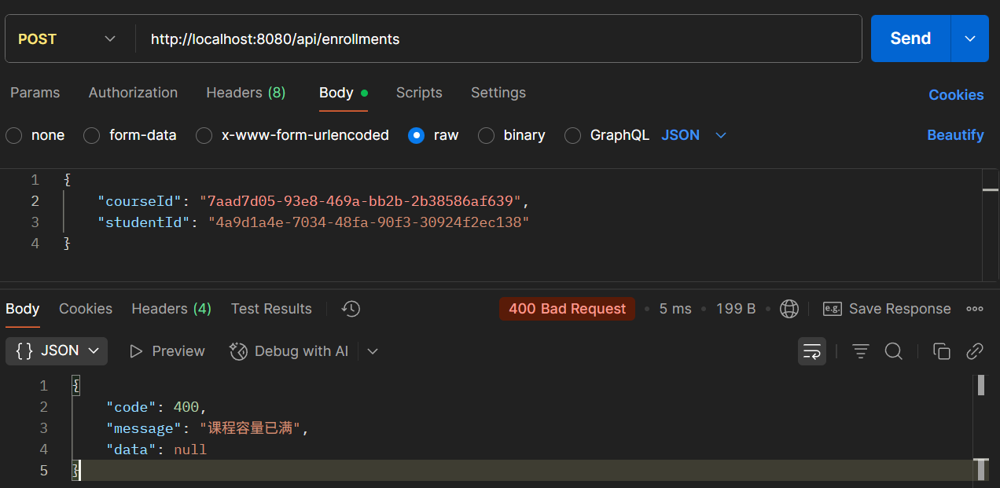 POST http://localhost:8080/api/enrollments Send
Params Authorization Headers (8) Body Scripts Settings Cookies
none form-data x-www-form-urlencoded raw binary GraphQL JSON Beautify
1 {
2 "courseId": "7aad7d05-93e8-469a-bb2b-2b38586af639",
3 "studentId": "4a9d1a4e-7034-48fa-90f3-30924f2ec138"
4 }
Body Cookies Headers (4) Test Results 400 Bad Request • 5 ms • 199 B • e.g. Save Response
{} JSON Preview Debug with AI
1 {
2 "code": 400,
3 "message": "课程容量已满",
4 "data": null
5 }